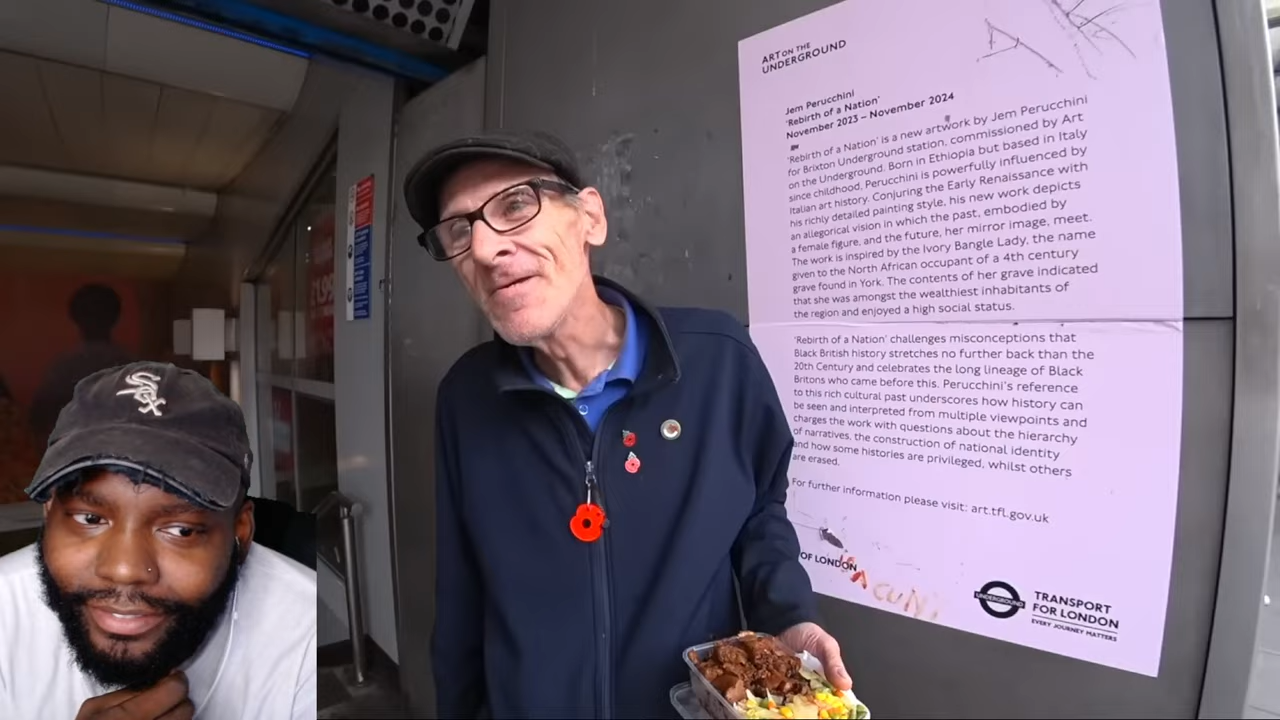 ART ON THE
UNDERGROUND
Jem Perucchini
'Rebirth of a Nation'
November 2023 – November 2024
'Rebirth of a Nation' is a new artwork by Jem Perucchini
for Brixton Underground station, commissioned by Art
on the Underground. Born in Ethiopia but based in Italy
since childhood, Perucchini is powerfully influenced by
Italian art history. Conjuring the Early Renaissance with
his richly detailed painting style, his new work depicts
an allegorical vision in which the past, embodied by
a female figure, and the future, her mirror image, meet.
The work is inspired by the Ivory Bangle Lady, the name
given to the North African occupant of a 4th century
grave found in York. The contents of her grave indicated
that she was amongst the wealthiest inhabitants of
the region and enjoyed a high social status.
'Rebirth of a Nation' challenges misconceptions that
Black British history stretches no further back than the
20th Century and celebrates the long lineage of Black
Britons who came before this. Perucchini's reference
to this rich cultural past underscores how history can
be seen and interpreted from multiple viewpoints and
charges the work with questions about the hierarchy
of narratives, the construction of national identity
and how some histories are privileged, whilst others
are erased.
For further information please visit: art.tfl.gov.uk
OF LONDON
UNDERGROUND
TRANSPORT
FOR LONDON
EVERY JOURNEY MATTERS
Sox